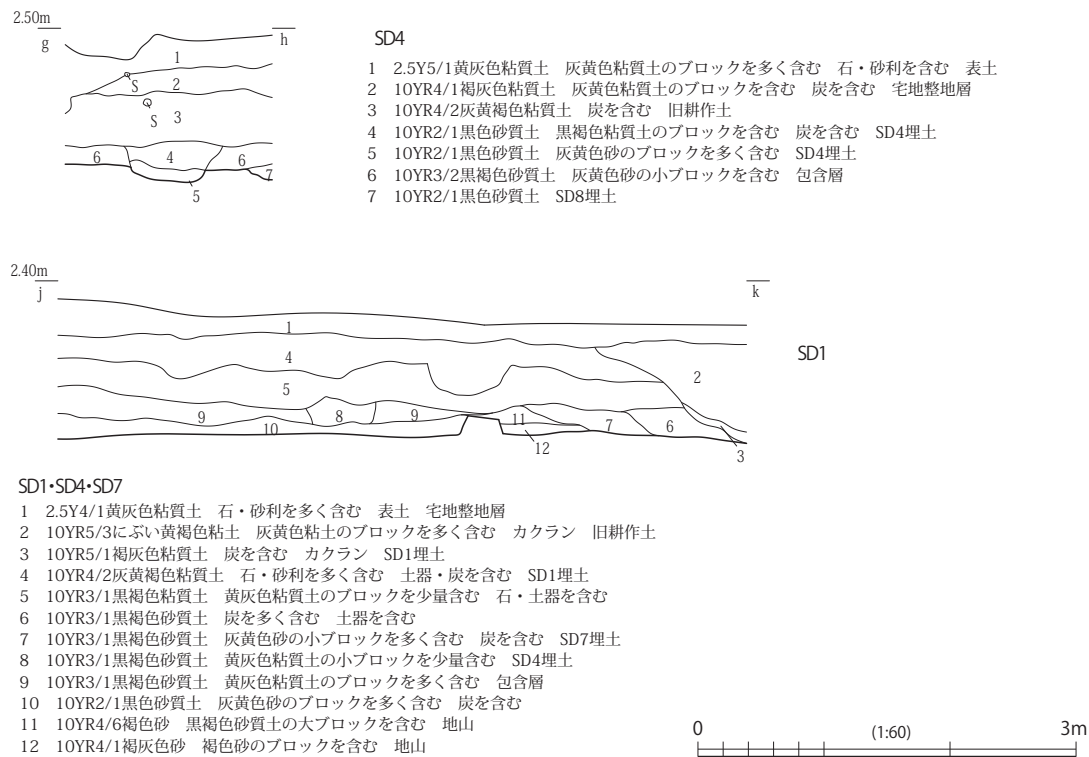 2.50m
g
h
1
S
2
S
3
6
4
6
7
5
SD4
1 2.5Y5/1黄灰色粘質土 灰黄色粘質土のブロックを多く含む 石・砂利を含む 表土
2 10YR4/1褐灰色粘質土 灰黄色粘質土のブロックを含む 炭を含む 宅地整地層
3 10YR4/2灰黄褐色粘質土 炭を含む 旧耕作土
4 10YR2/1黒色砂質土 黒褐色粘質土のブロックを含む 炭を含む SD4埋土
5 10YR2/1黒色砂質土 灰黄色砂のブロックを多く含む SD4埋土
6 10YR3/2黒褐色砂質土 灰黄色砂の小ブロックを含む 包含層
7 10YR2/1黒色砂質土 SD8埋土
2.40m
j
k
1
4
2
5
9
8
9
11
10
7
6
12
3
SD1
SD1・SD4・SD7
1 2.5Y4/1黄灰色粘質土 石・砂利を多く含む 表土 宅地整地層
2 10YR5/3にぶい黄褐色粘土 灰黄色粘土のブロックを多く含む カクラン 旧耕作土
3 10YR5/1褐灰色粘質土 炭を含む カクラン SD1埋土
4 10YR4/2灰黄褐色粘質土 石・砂利を多く含む 土器・炭を含む SD1埋土
5 10YR3/1黒褐色粘質土 黄灰色粘質土のブロックを少量含む 石・土器を含む
6 10YR3/1黒褐色砂質土 炭を多く含む 土器を含む
7 10YR3/1黒褐色砂質土 灰黄色砂の小ブロックを多く含む 炭を含む SD7埋土
8 10YR3/1黒褐色砂質土 黄灰色粘質土の小ブロックを少量含む SD4埋土
9 10YR3/1黒褐色砂質土 黄灰色粘質土のブロックを多く含む 包含層
10 10YR2/1黒色砂質土 灰黄色砂のブロックを多く含む 炭を含む
11 10YR4/6褐色砂 黒褐色砂質土の大ブロックを含む 地山
12 10YR4/1褐灰色砂 褐色砂のブロックを含む 地山
0 (1:60) 3m